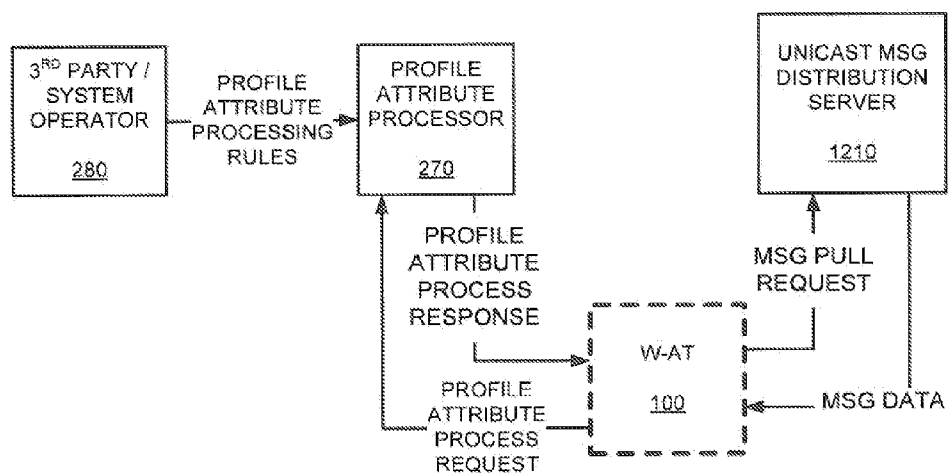 3RD PARTY /
SYSTEM
OPERATOR
280
PROFILE
ATTRIBUTE
PROCESSING
RULES
PROFILE
ATTRIBUTE
PROCESSOR
270
UNICAST MSG
DISTRIBUTION
SERVER
1210
PROFILE
ATTRIBUTE
PROCESS
RESPONSE
MSG PULL
REQUEST
W-AT
100
PROFILE
ATTRIBUTE
PROCESS
REQUEST
MSG DATA